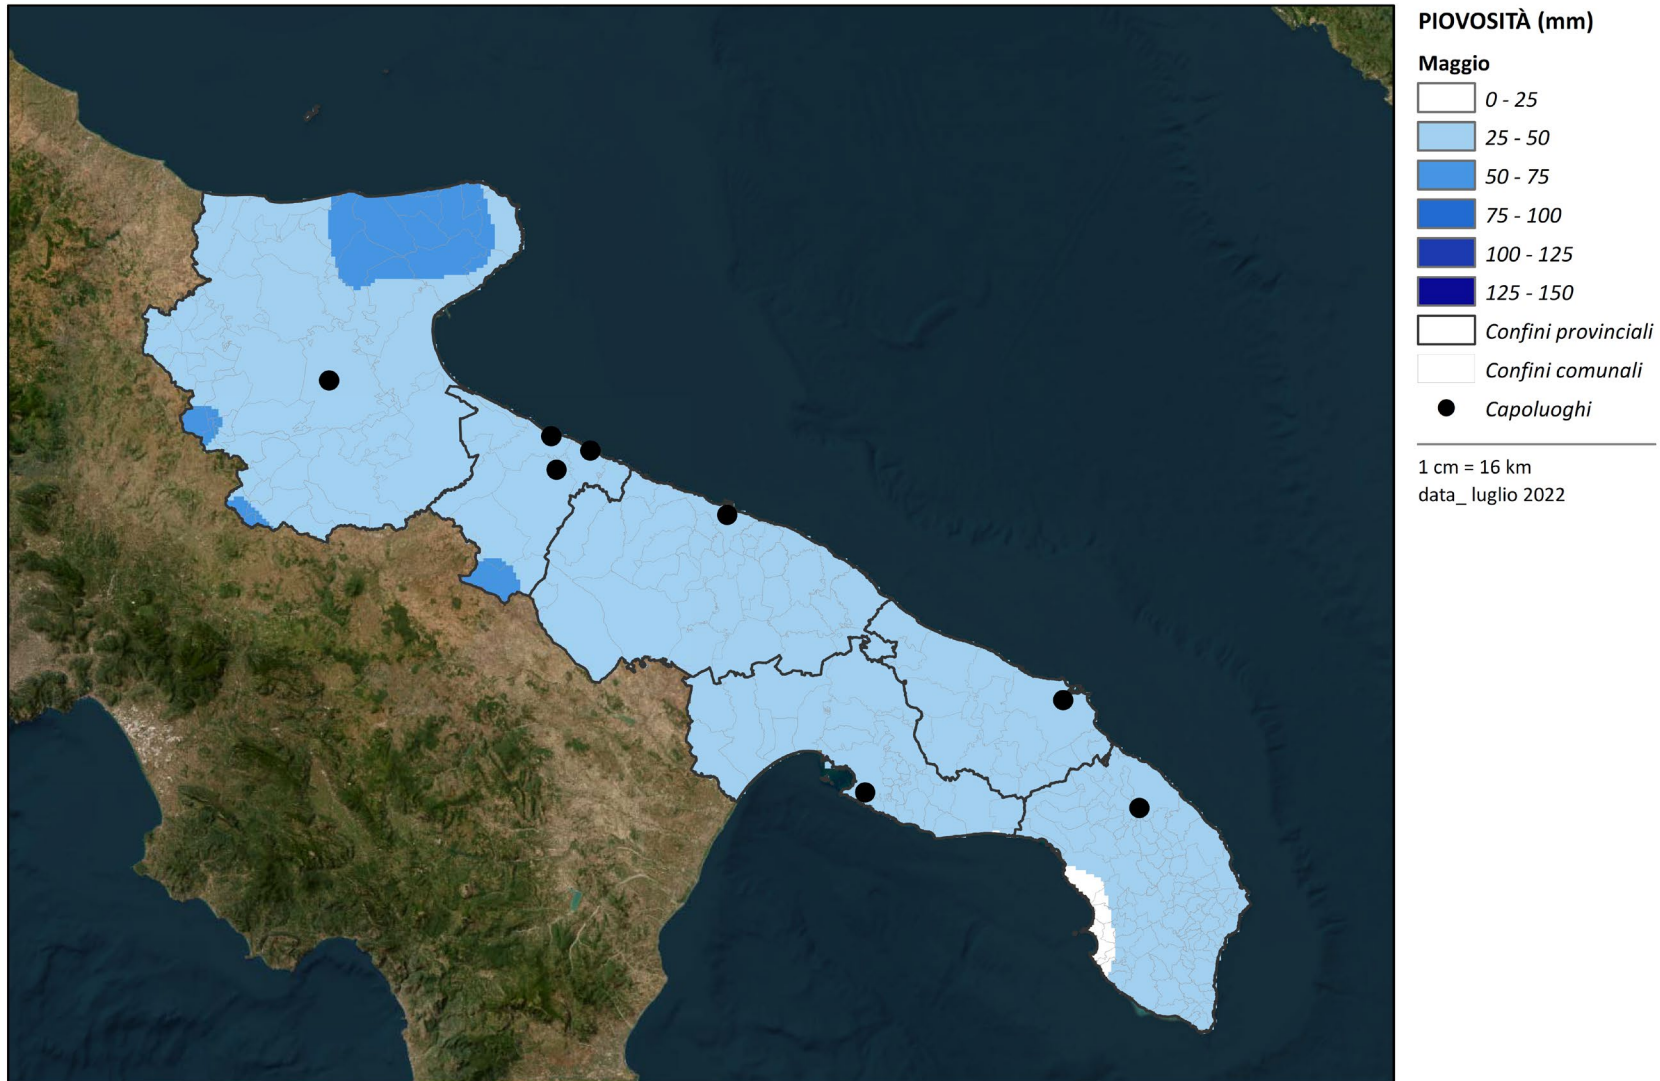 PIOVOSITÀ (mm)
Maggio
0 - 25
25 - 50
50 - 75
75 - 100
100 - 125
125 - 150
Confini provinciali
Confini comunali
Capoluoghi
1 cm = 16 km
data_ luglio 2022